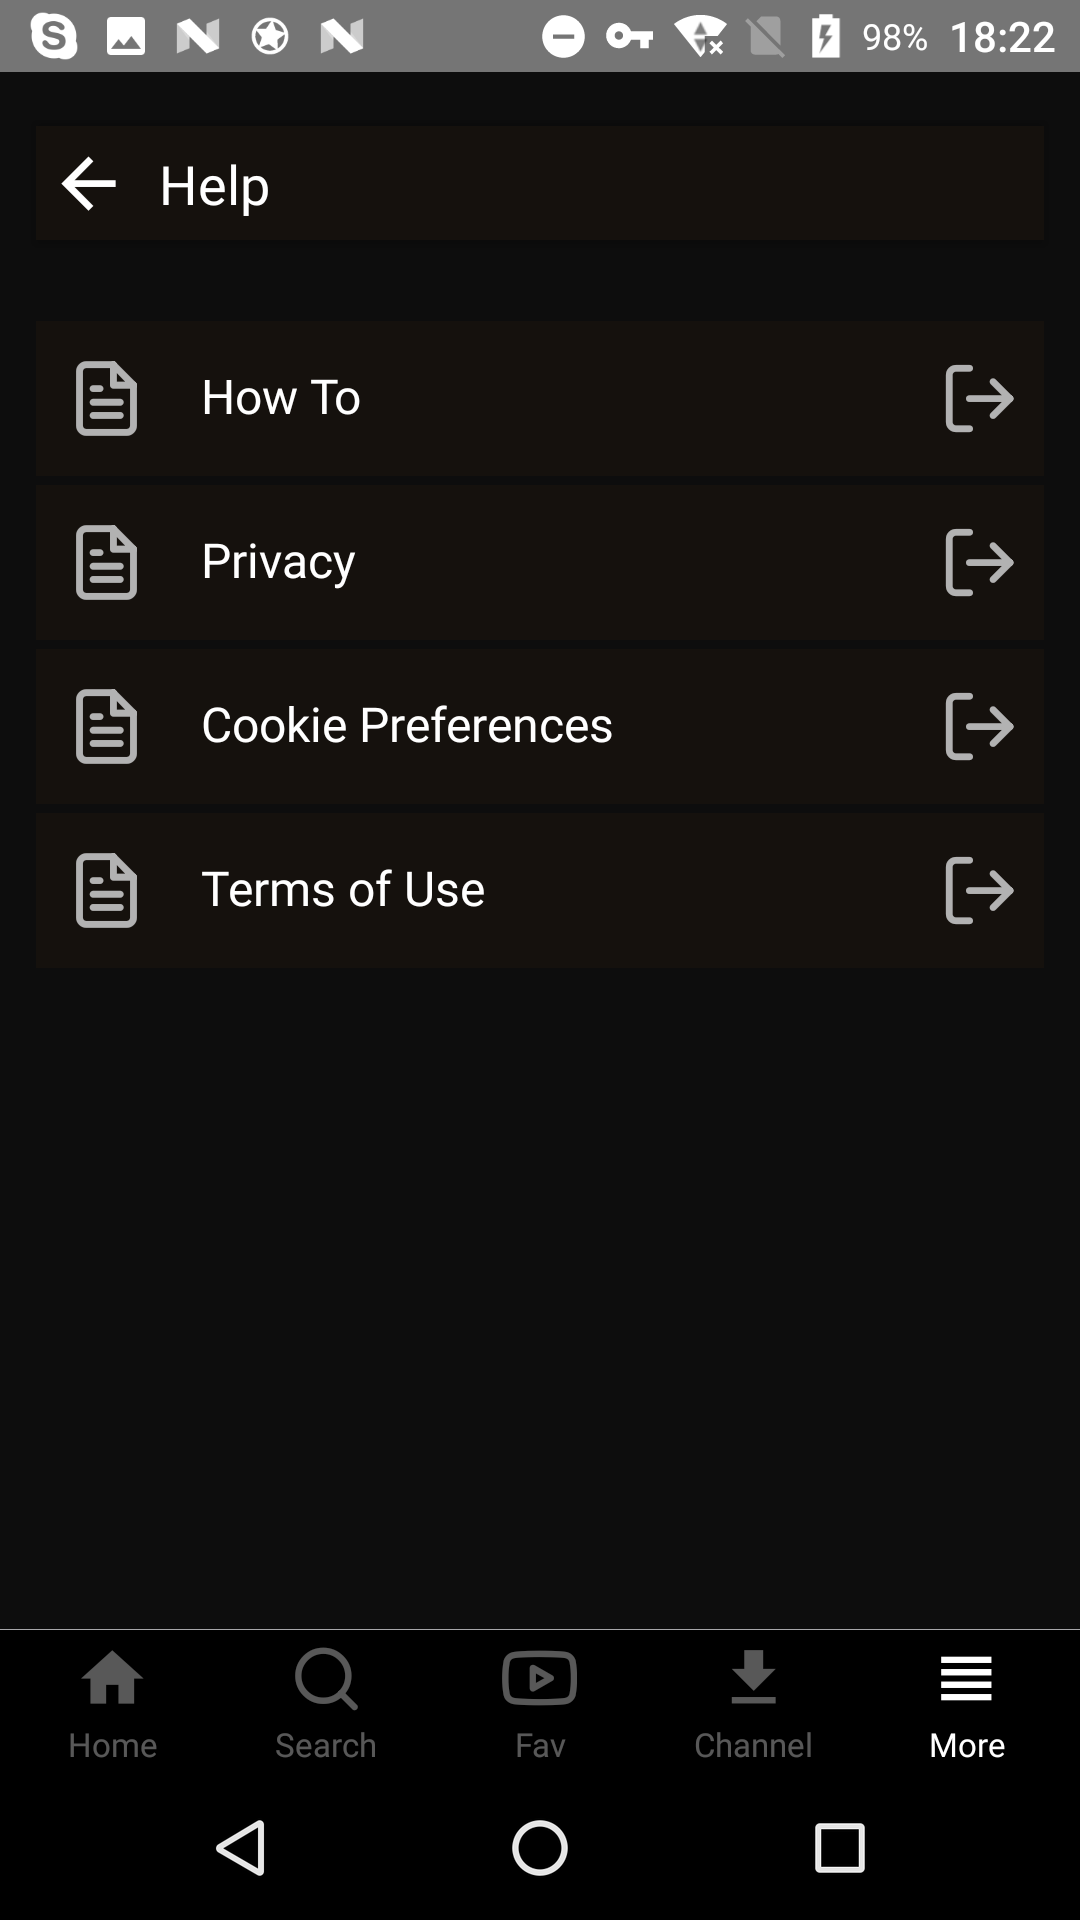 98% 18:22
Help
How To
Privacy
Cookie Preferences
Terms of Use
Home Search Fav Channel More